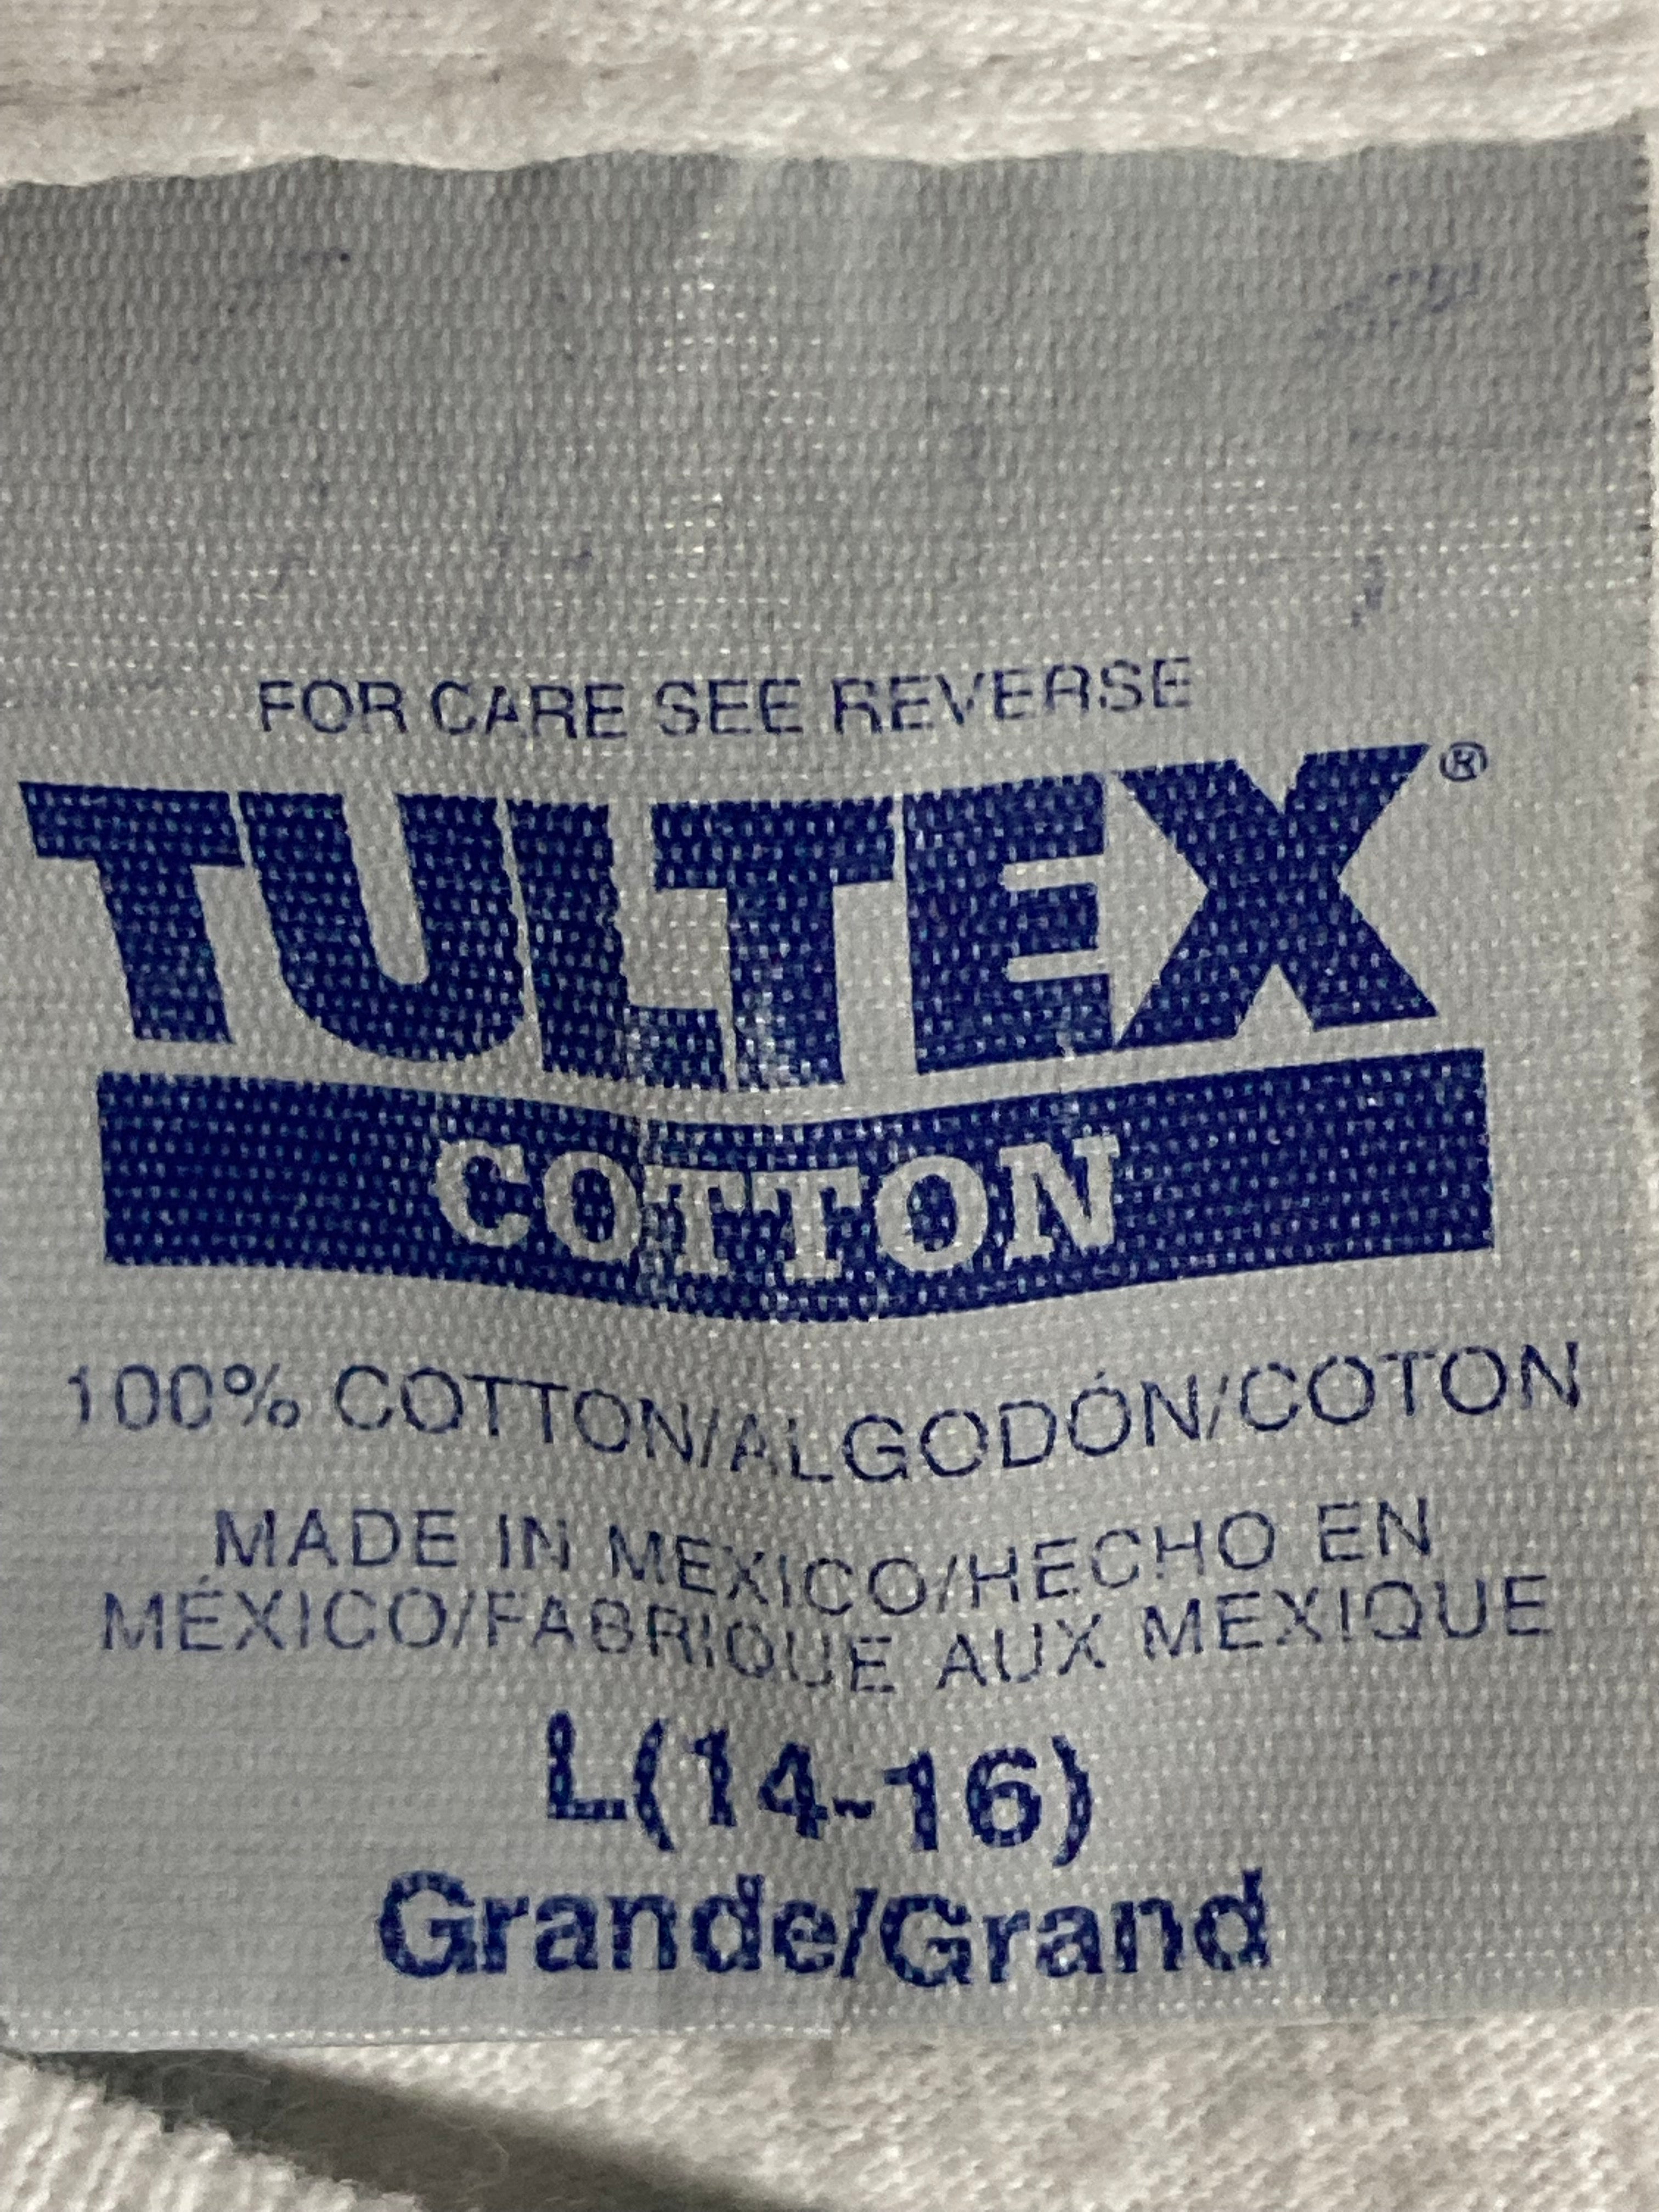 FOR CARE SEE REVERSE
TULTEX®
COTTON
100% COTTON/ALGODÓN/COTON
MADE IN MEXICO/HECHO EN
MÉXICO/FABRIQUE AUX MEXIQUE
L(14-16)
Grande/Grand